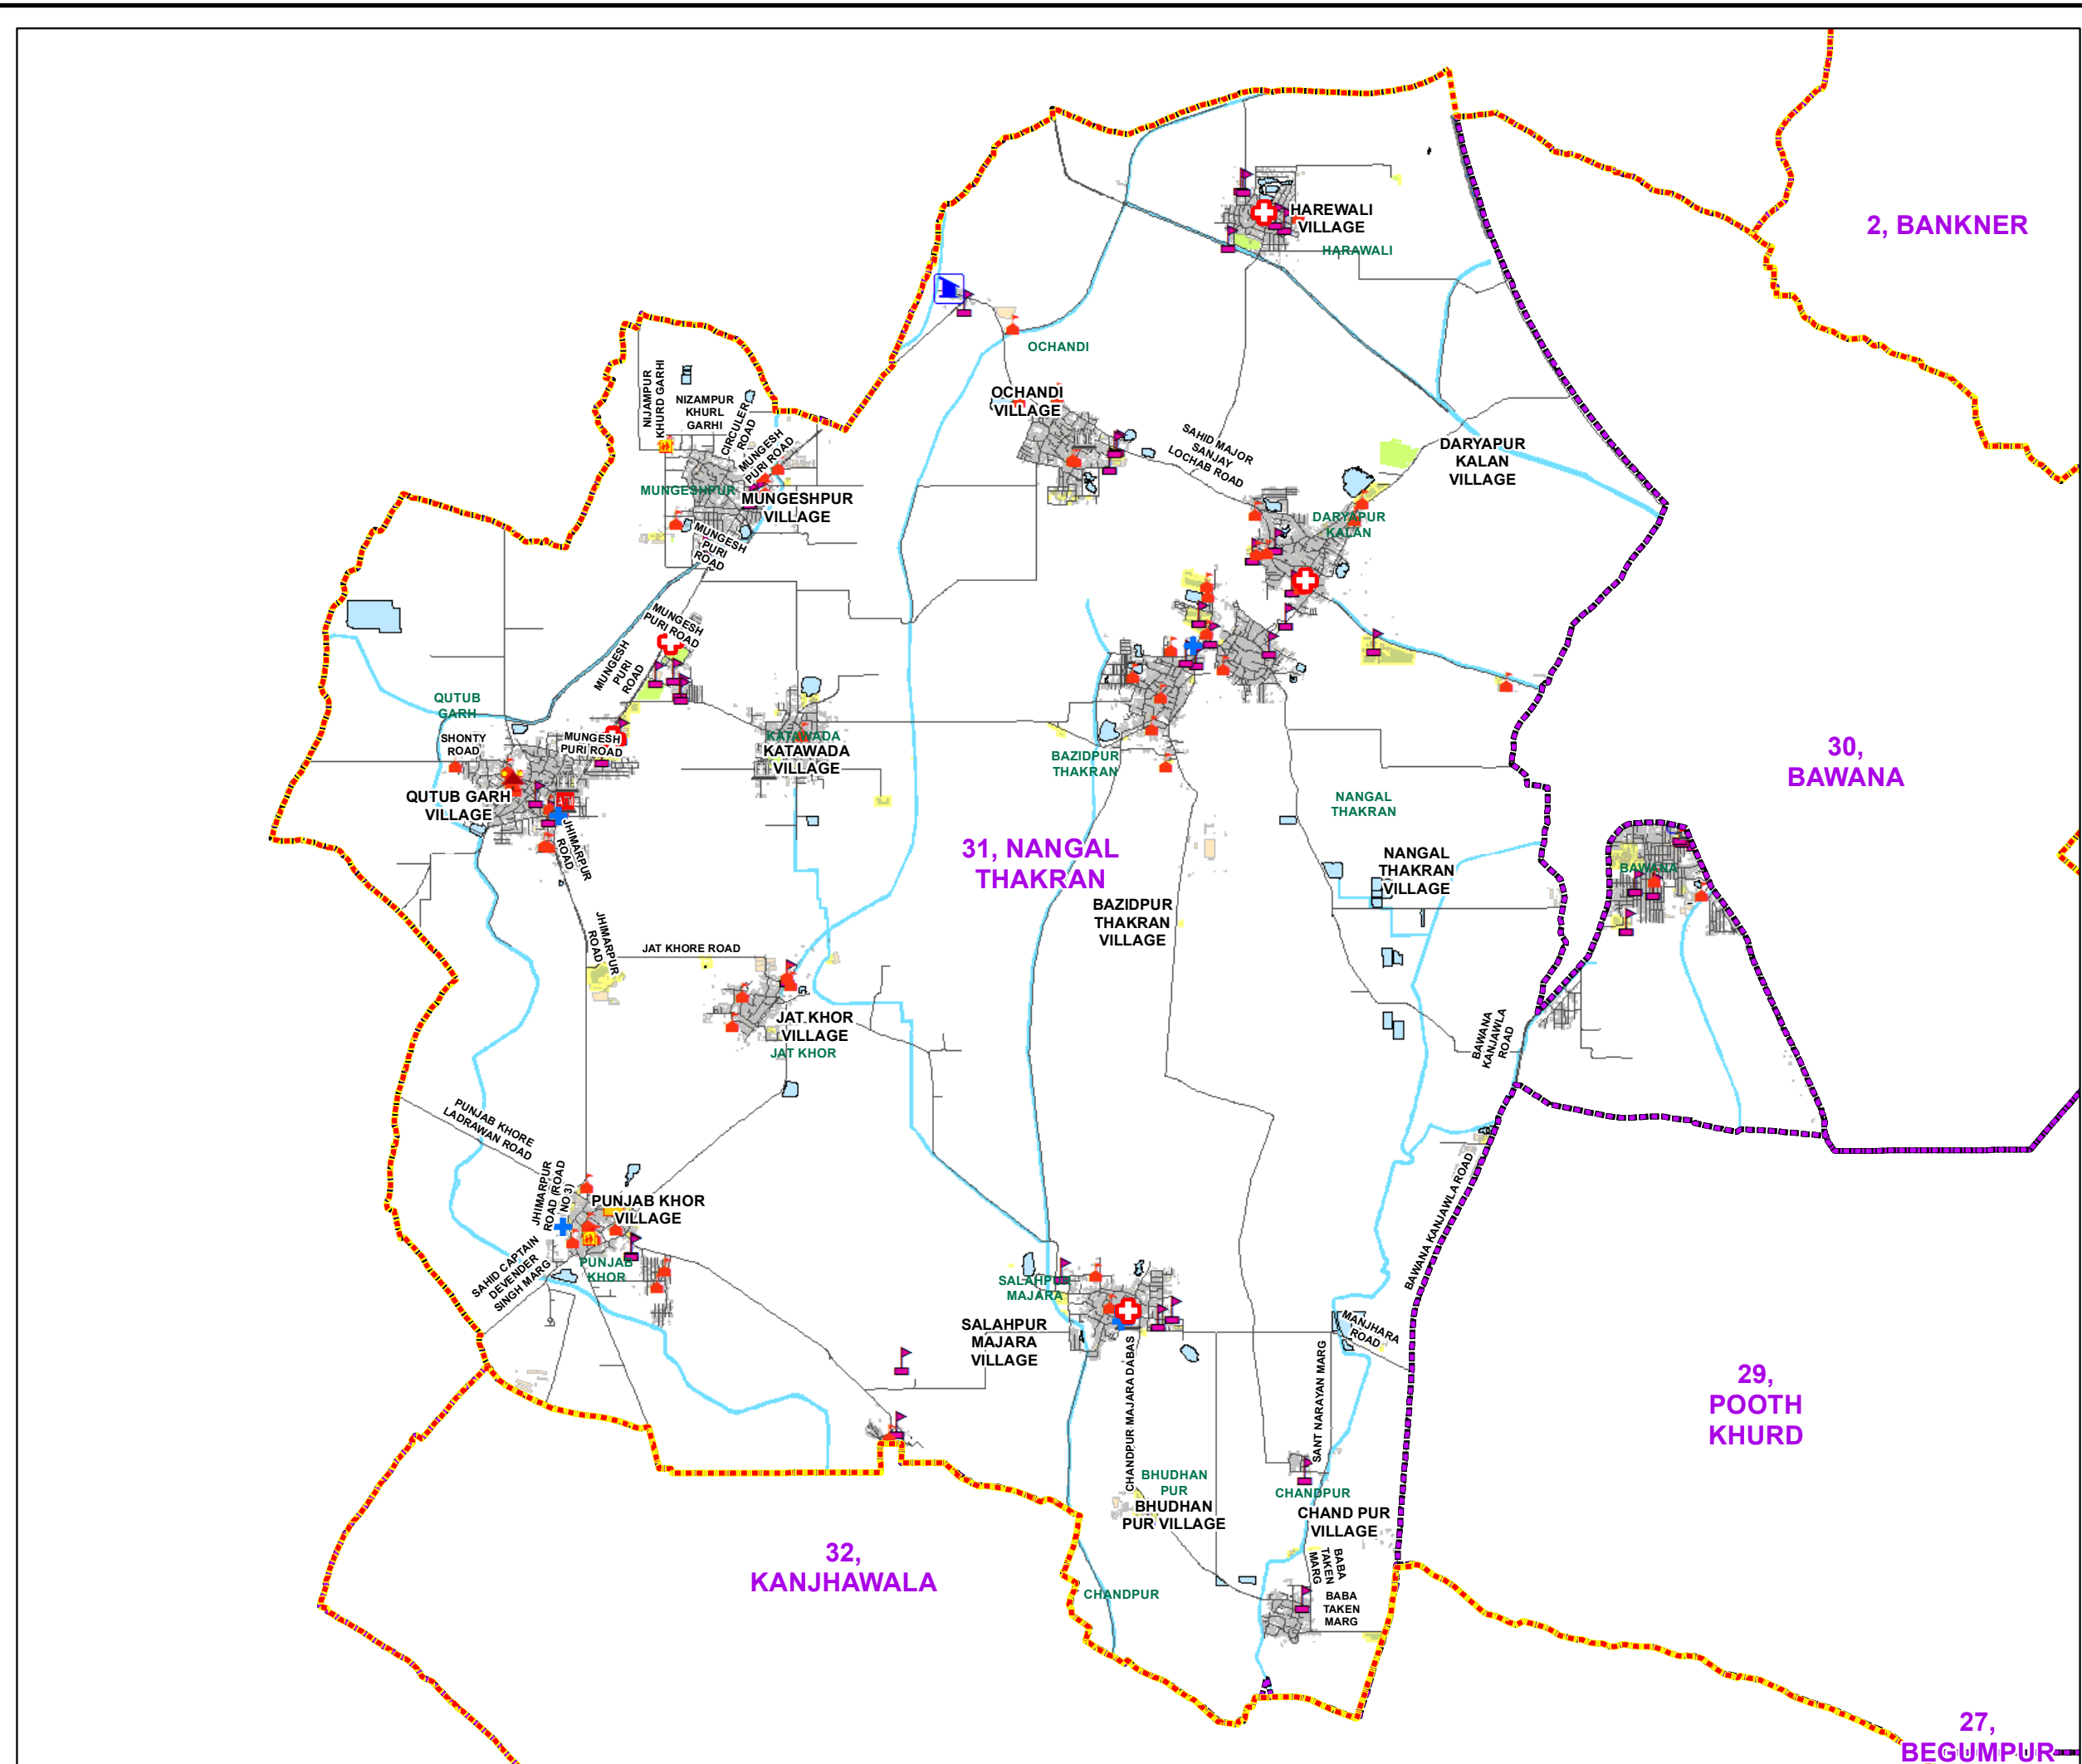 2, BANKNER
HAREWALI
VILLAGE
HARAWALI
OCHANDI
OCHANDI
VILLAGE
NIJAMPUR
KHURD GARHI
NIZAMPUR
KHURL
GARHI
CIRCULER
ROAD
MUNGESH
PURI ROAD
MUNGESHPUR
MUNGESHPUR
VILLAGE
MUNGESH
PURI
ROAD
SAHID MAJOR
SANJAY
LOCHAB ROAD
DARYAPUR
KALAN
VILLAGE
DARYAPUR
KALAN
MUNGESH
PURI ROAD
MUNGESH
PURI
ROAD
QUTUB
GARH
SHONTY
ROAD
MUNGESH
PURI ROAD
KATAWADA
KATAWADA
VILLAGE
BAZIDPUR
THAKRAN
30,
BAWANA
QUTUB GARH
VILLAGE
ATM
JHIMARPUR
ROAD
NANGAL
THAKRAN
31, NANGAL
THAKRAN
NANGAL
THAKRAN
VILLAGE
BAWANA
BAZIDPUR
THAKRAN
VILLAGE
JHIMARPUR
ROAD
JAT KHORE ROAD
JAT KHOR
VILLAGE
JAT KHOR
BAWANA
KANJAWLA
ROAD
PUNJAB KHORE
LADRAWAN ROAD
JHIMARPUR
ROAD (ROAD
NO 3)
PUNJAB KHOR
VILLAGE
BAWANA KANJAWLA ROAD
SAHID CAPTAIN
DEVENDER
SINGH MARG
PUNJAB
KHOR
SALAHPUR
MAJARA
SALAHPUR
MAJARA
VILLAGE
MANJHARA
ROAD
CHANDPUR MAJARA DABAS
SANT NARAYAN MARG
29,
POOTH
KHURD
BHUDHAN
PUR
BHUDHAN
PUR VILLAGE
CHANDPUR
CHAND PUR
VILLAGE
32,
KANJHAWALA
BABA
TAKEN
MARG
CHANDPUR
BABA
TAKEN
MARG
27,
BEGUMPUR